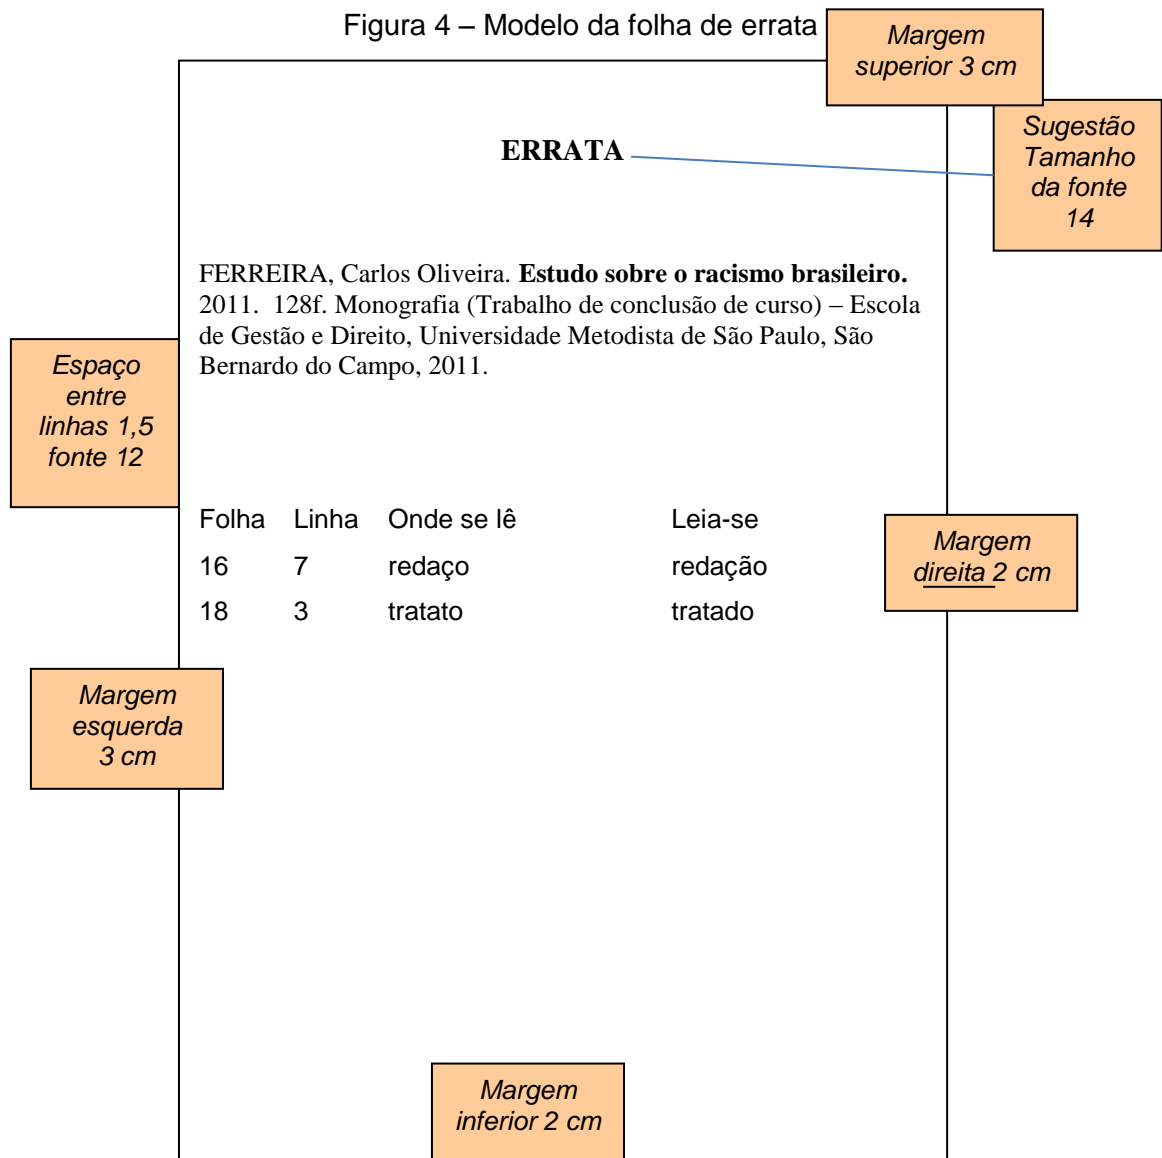 Figura 4 – Modelo da folha de errata
Margem
superior 3 cm
Sugestão
Tamanho
da fonte
14
ERRATA
FERREIRA, Carlos Oliveira. Estudo sobre o racismo brasileiro.
2011.  128f. Monografia (Trabalho de conclusão de curso) – Escola
de Gestão e Direito, Universidade Metodista de São Paulo, São
Bernardo do Campo, 2011.
Espaço
entre
linhas 1,5
fonte 12
Folha Linha Onde se lê Leia-se
16 7 redaço redação
18 3 tratato tratado
Margem
direita 2 cm
Margem
esquerda
3 cm
Margem
inferior 2 cm